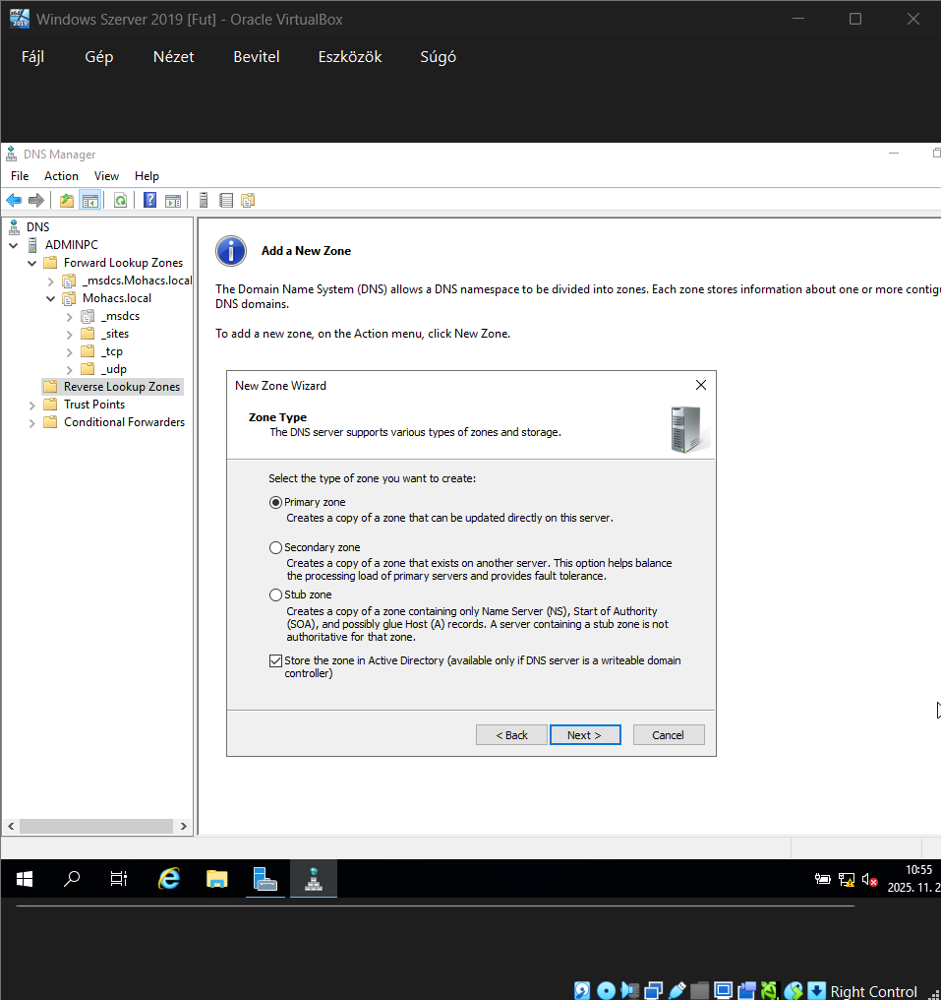 Windows Szerver 2019 [Fut] - Oracle VirtualBox
Fájl Gép Nézet Bevitel Eszközök Súgó
DNS Manager
File Action View Help
DNS
ADMINPC
Forward Lookup Zones
_msdcs.Mohacs.local
Mohacs.local
_msdcs
_sites
_tcp
_udp
Reverse Lookup Zones
Trust Points
Conditional Forwarders
Add a New Zone
The Domain Name System (DNS) allows a DNS namespace to be divided into zones. Each zone stores information about one or more contigu
DNS domains.
To add a new zone, on the Action menu, click New Zone.
New Zone Wizard
Zone Type
The DNS server supports various types of zones and storage.
Select the type of zone you want to create:
Primary zone
Creates a copy of a zone that can be updated directly on this server.
Secondary zone
Creates a copy of a zone that exists on another server. This option helps balance
the processing load of primary servers and provides fault tolerance.
Stub zone
Creates a copy of a zone containing only Name Server (NS), Start of Authority
(SOA), and possibly glue Host (A) records. A server containing a stub zone is not
authoritative for that zone.
Store the zone in Active Directory (available only if DNS server is a writeable domain
controller)
< Back Next > Cancel
10:55
2025. 11. 2
Right Control